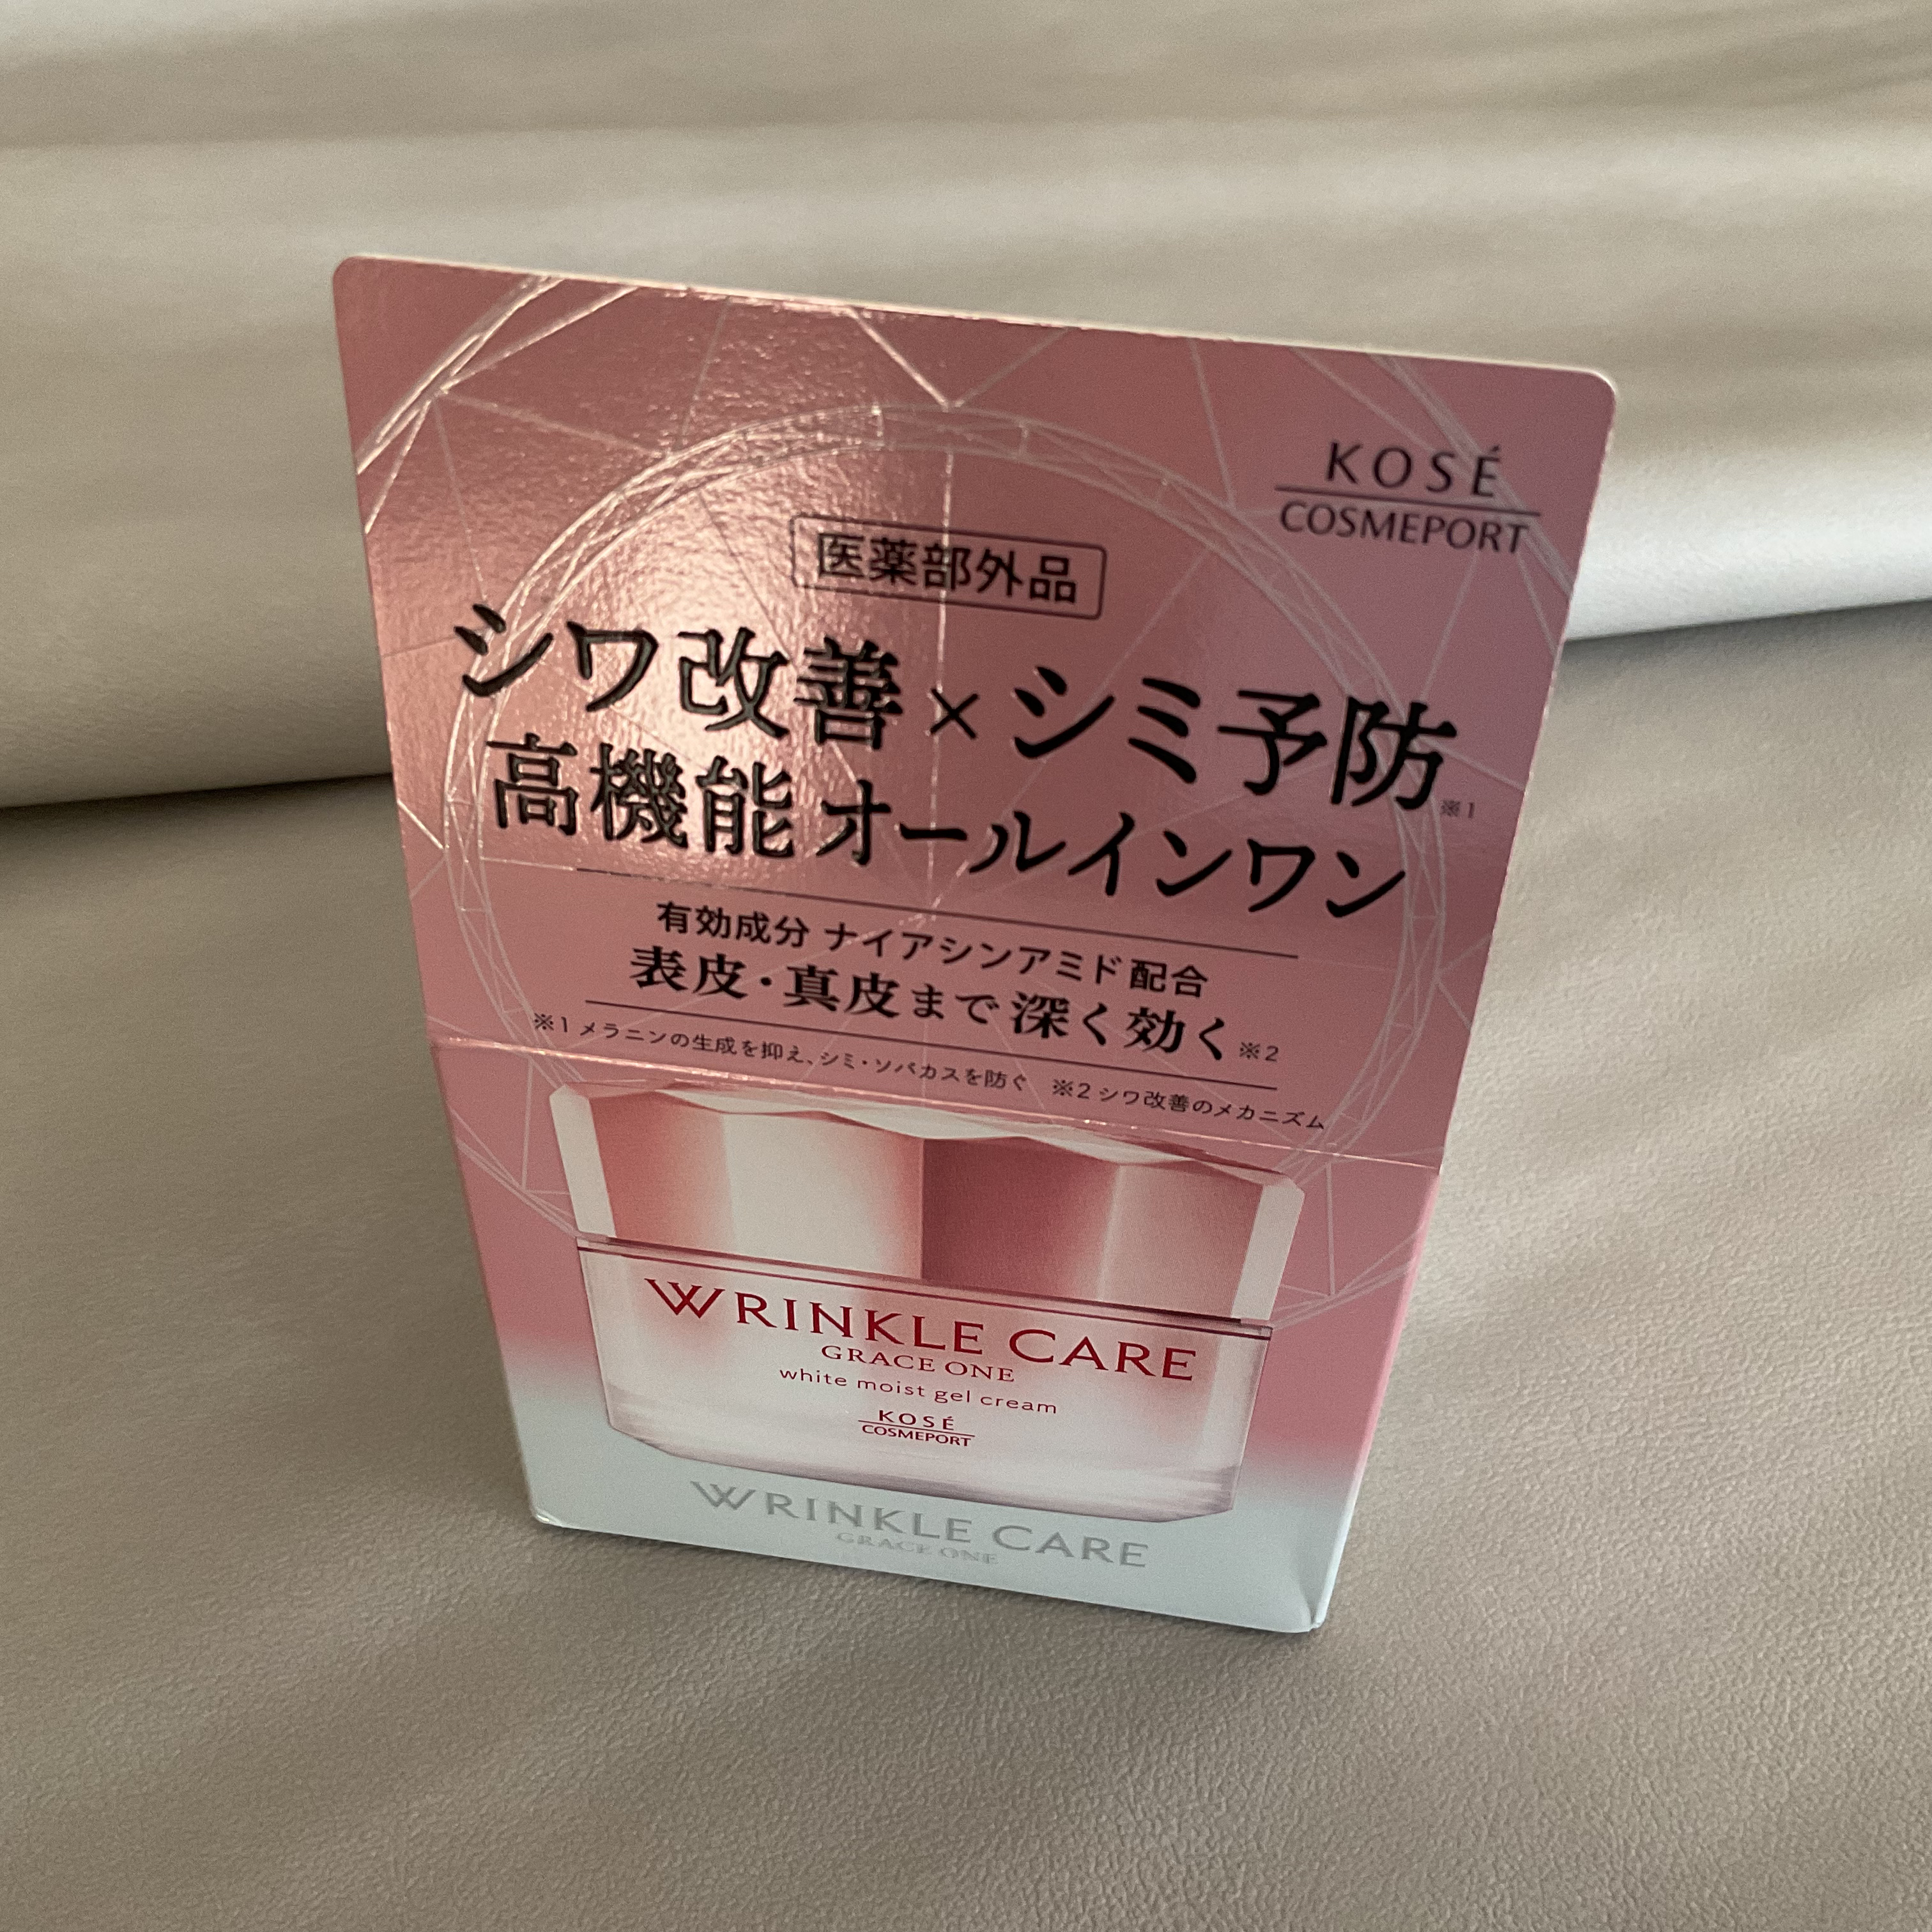 KOSÉ
COSMEPORT
医薬部外品
シワ改善×シミ予防※1
高機能オールインワン
有効成分 ナイアシンアミド配合
表皮・真皮まで深く効く※2
※1 メラニンの生成を抑え、シミ・ソバカスを防ぐ ※2 シワ改善のメカニズム
WRINKLE CARE
GRACE ONE
white moist gel cream
KOSÉ
COSMEPORT
WRINKLE CARE
GRACE ONE